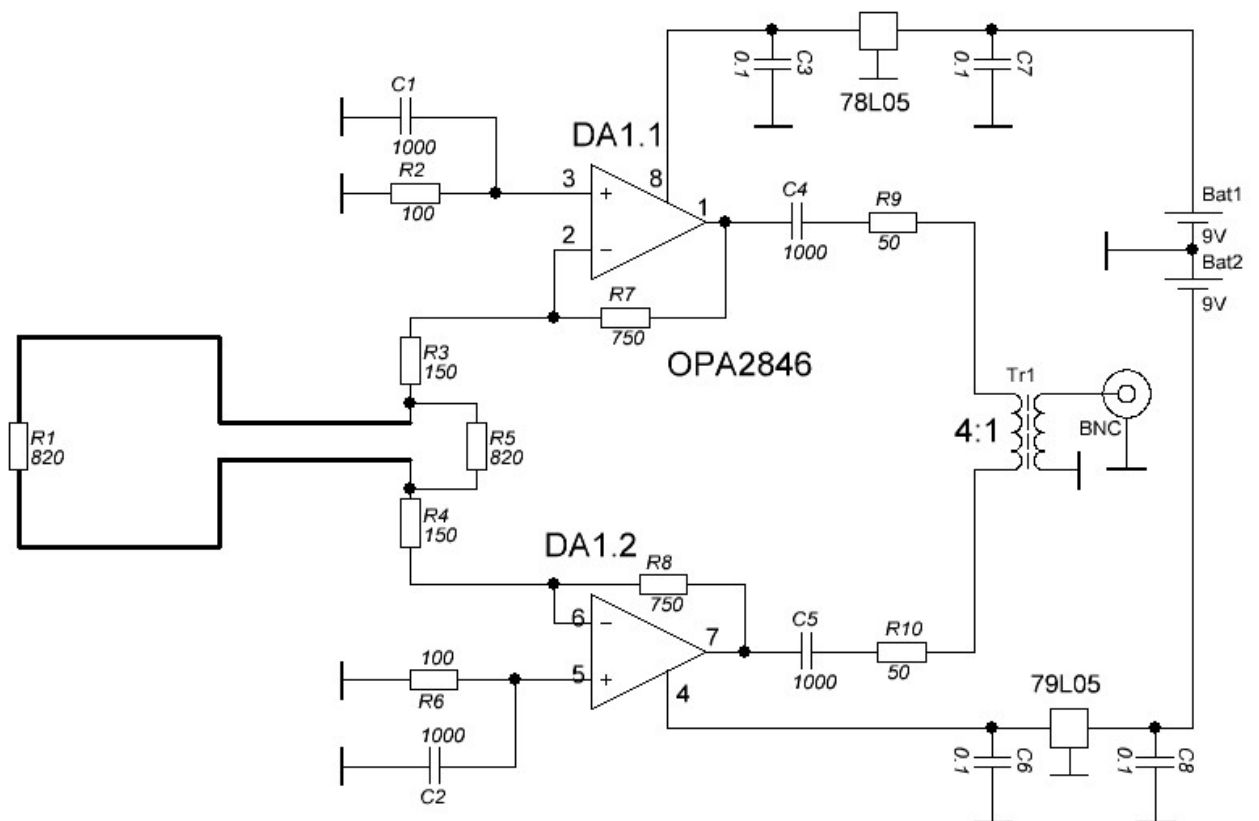 C1
1000
R2
100
DA1.1
3
+
2
−
8
1
0.1
C3
78L05
0.1
C7
C4
1000
R9
50
Bat1
9V
Bat2
9V
R7
750
OPA2846
R3
150
R1
820
R5
820
R4
150
Tr1
4:1
BNC
DA1.2
R8
750
6
−
5
+
7
4
C5
1000
R10
50
100
R6
1000
C2
79L05
0.1
C6
0.1
C8